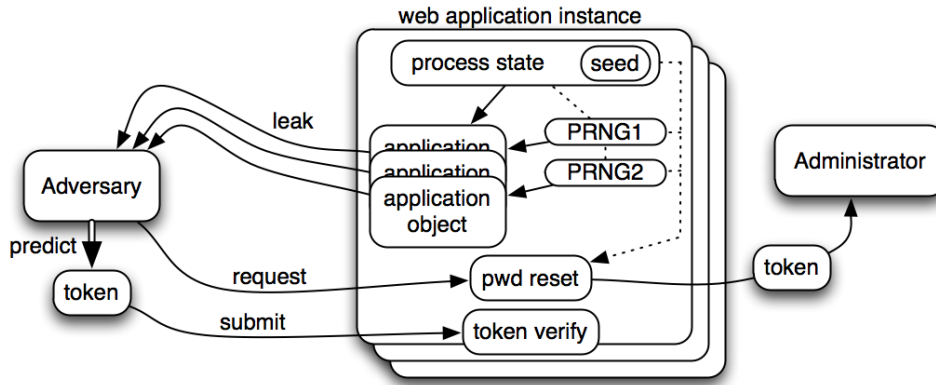 web application instance
process state
seed
leak
application
PRNG1
application
PRNG2
application
object
Adversary
Administrator
predict
token
request
pwd reset
token
submit
token verify